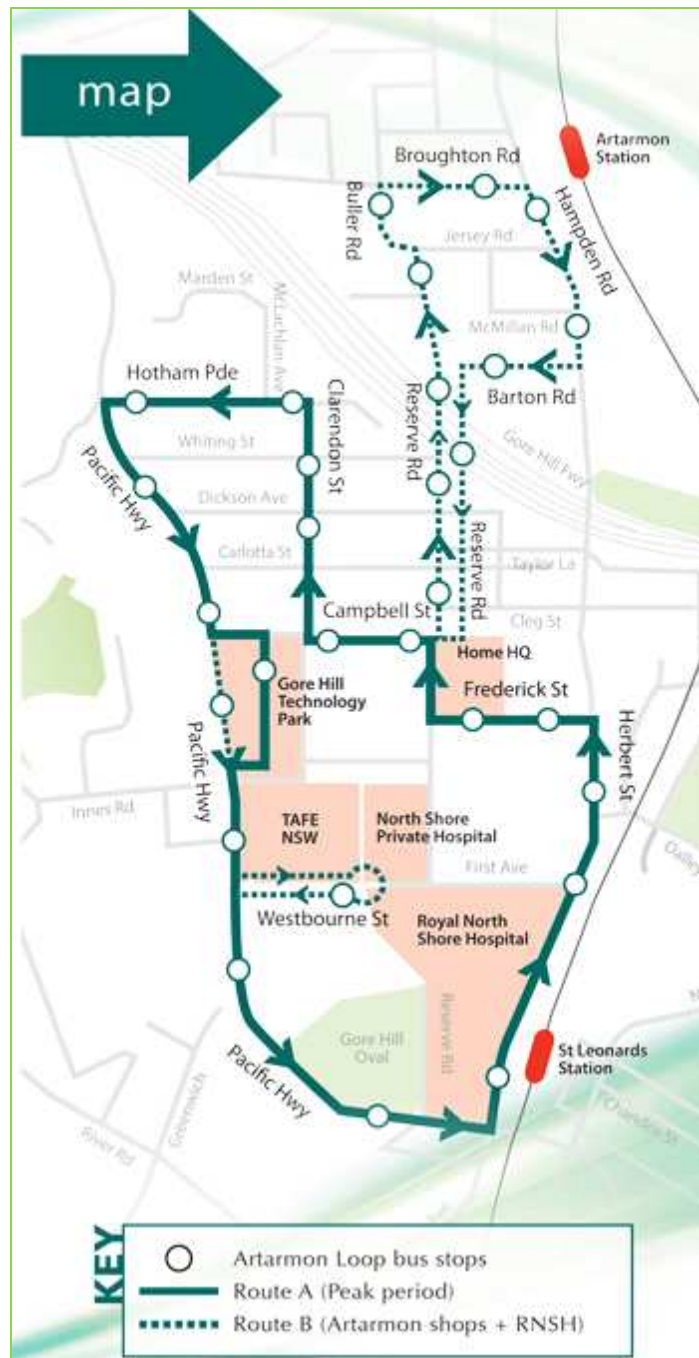 map
Artarmon
Station
Broughton Rd
Buller Rd
Hampden Rd
Jersey Rd
Marden St
McLachlan Ave
McMillan Rd
Hotham Pde
Clarendon St
Reserve Rd
Barton Rd
Whiting St
Gore Hill Fwy
Pacific Hwy
Dickson Ave
Reserve Rd
Carlotta St
Taylor La
Campbell St
Cleg St
Home HQ
Gore Hill
Technology
Park
Frederick St
Herbert St
Pacific Hwy
Innes Rd
TAFE
NSW
North Shore
Private Hospital
First Ave
Westbourne St
Royal North
Shore Hospital
Reserve Rd
Gore Hill
Oval
St Leonards
Station
Pacific Hwy
Greenwich
River Rd
KEY
Artarmon Loop bus stops
Route A (Peak period)
Route B (Artarmon shops + RNSH)